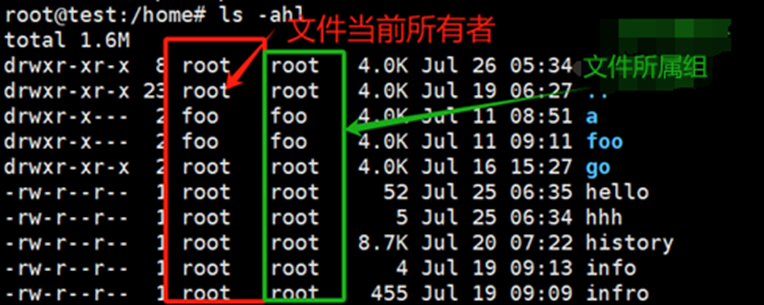 root@test:/home# ls -ahl
文件当前所有者
total 1.6M
drwxr-xr-x 8 root root 4.0K Jul 26 05:34
文件所属组
drwxr-xr-x 23 root root 4.0K Jul 19 06:27 ..
drwxr-x--- 2 foo foo 4.0K Jul 11 08:51 a
drwxr-x--- 2 foo foo 4.0K Jul 11 09:11 foo
drwxr-xr-x 2 root root 4.0K Jul 16 15:27 go
-rw-r--r-- 1 root root 52 Jul 25 06:35 hello
-rw-r--r-- 1 root root 5 Jul 25 06:34 hhh
-rw-r--r-- 1 root root 8.7K Jul 20 07:22 history
-rw-r--r-- 1 root root 4 Jul 19 09:13 info
-rw-r--r-- 1 root root 455 Jul 19 09:09 infro